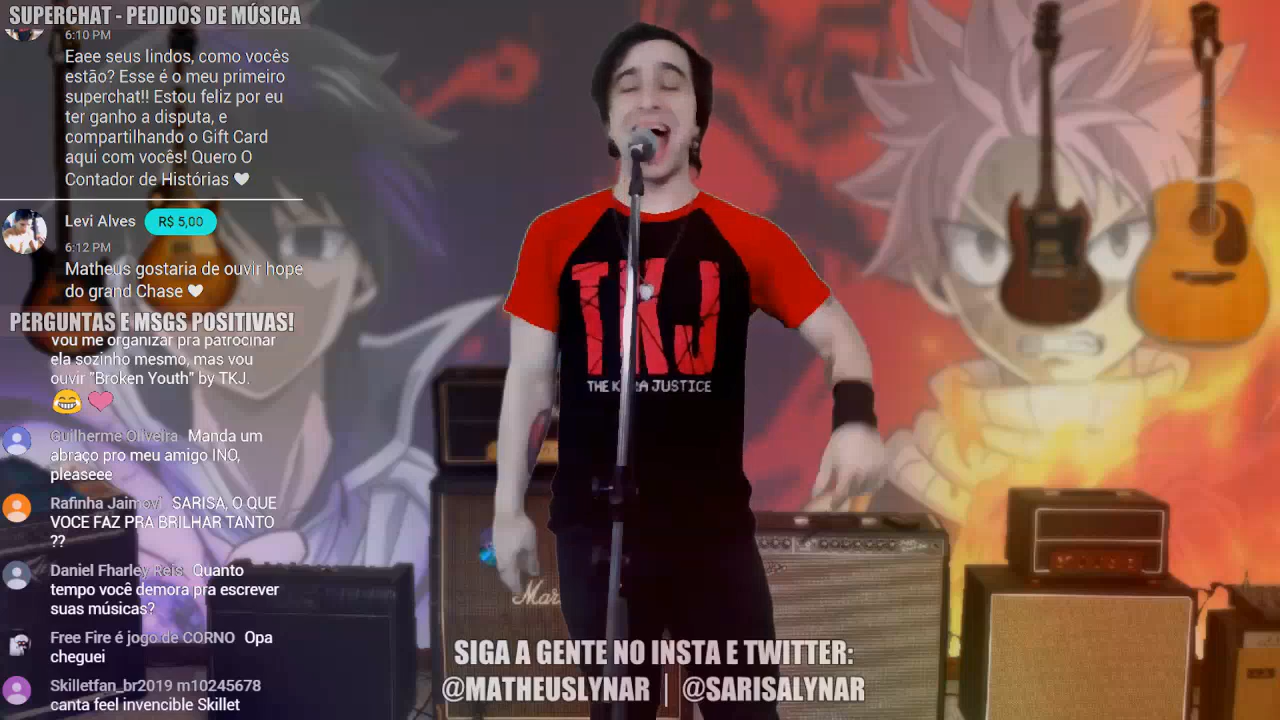 SUPERCHAT - PEDIDOS DE MÚSICA
6:10 PM
Eaee seus lindos, como vocês
estão? Esse é o meu primeiro
superchat!! Estou feliz por eu
ter ganho a disputa, e
compartilhando o Gift Card
aqui com vocês! Quero O
Contador de Histórias 🤍
Levi Alves R$ 5,00
6:12 PM
Matheus gostaria de ouvir hope
do grand Chase 🤍
PERGUNTAS E MSGS POSITIVAS!
vou me organizar pra patrocinar
ela sozinho mesmo, mas vou
ouvir "Broken Youth" by TKJ.
😂 💗
Guilherme Oliveira Manda um
abraço pro meu amigo INO,
pleaseee
Rafinha Jaimovi SARISA, O QUE
VOCE FAZ PRA BRILHAR TANTO
??
Daniel Fharley Reis Quanto
tempo você demora pra escrever
suas músicas?
Free Fire é jogo de CORNO Opa
cheguei
Skilletfan_br2019 m10245678
canta feel invencible Skillet
TKJ
THE KIRA JUSTICE
SIGA A GENTE NO INSTA E TWITTER:
@MATHEUSLYNAR | @SARISALYNAR